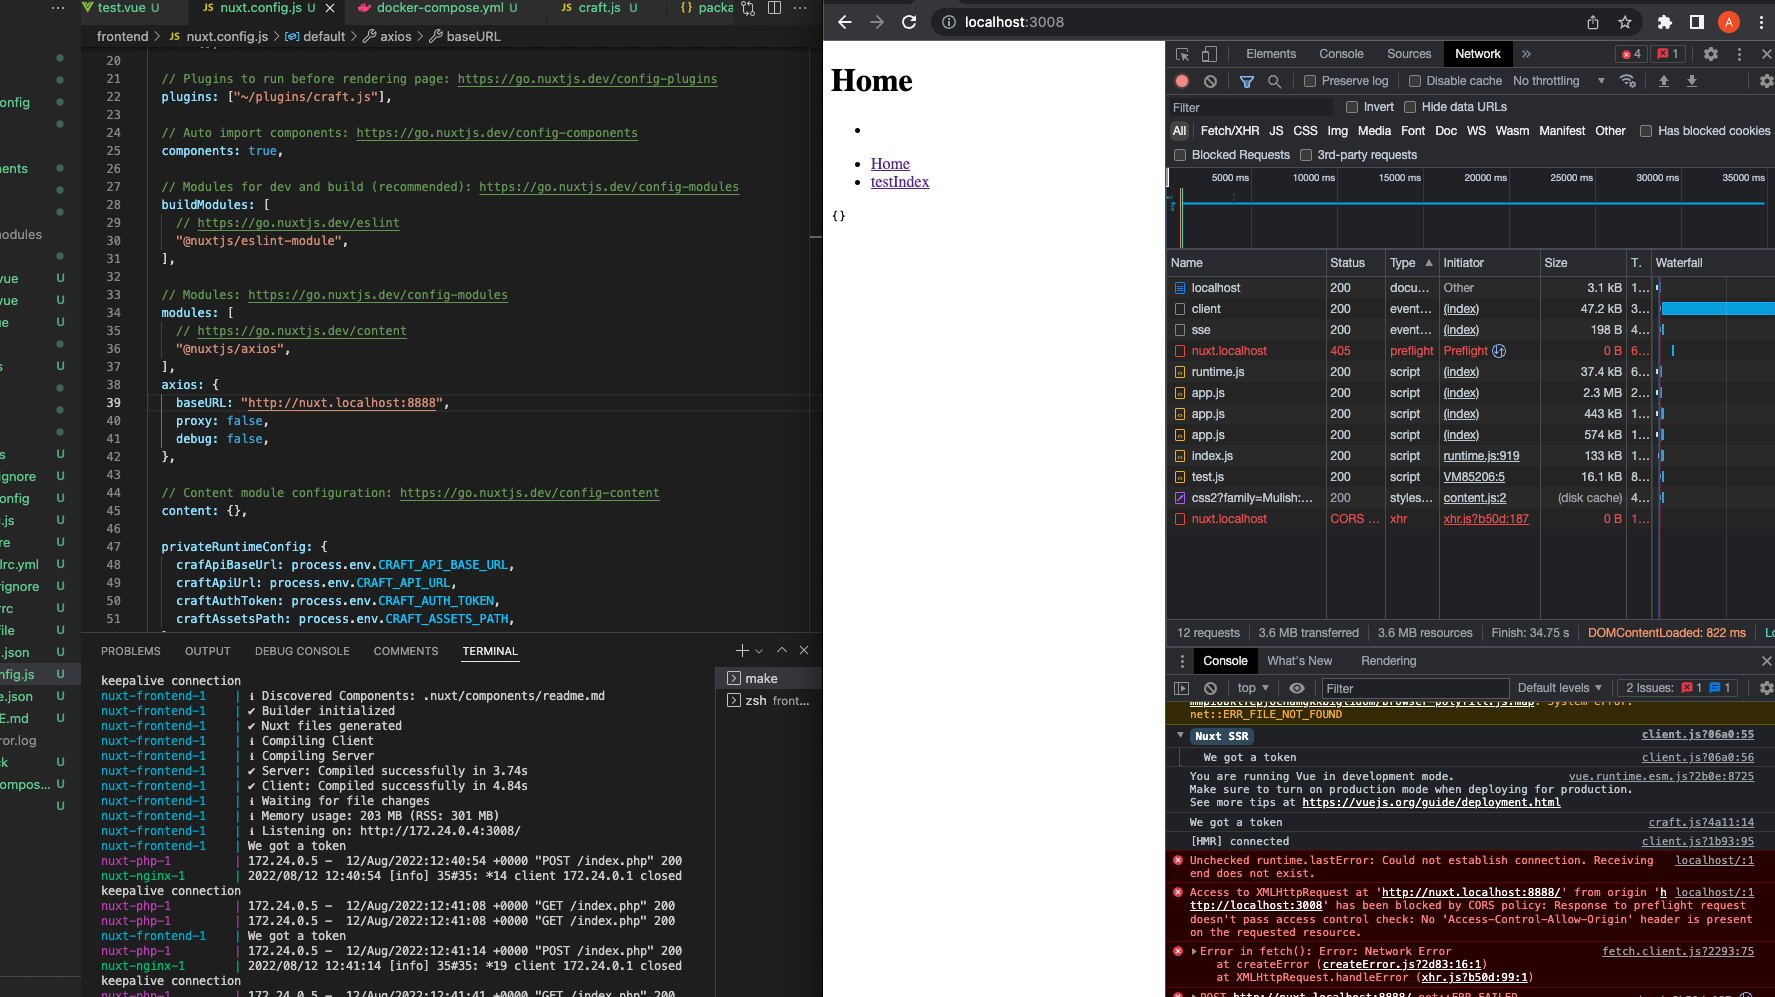 test.vue U
JS nuxt.config.js U
docker-compose.yml U
JS craft.js U
{} packa
frontend > JS nuxt.config.js > default > axios > baseURL
onfig
nents
nodules
vue U
vue U
ue U
U
s U
s U
ignore U
onfig U
c.js U
re U
lrc.yml U
rignore U
rrc U
file U
.json U
nfig.js U
e.json U
E.md U
ror.log
ck U
ompos... U
U
20
21 // Plugins to run before rendering page: https://go.nuxtjs.dev/config-plugins
22 plugins: ["~/plugins/craft.js"],
23
24 // Auto import components: https://go.nuxtjs.dev/config-components
25 components: true,
26
27 // Modules for dev and build (recommended): https://go.nuxtjs.dev/config-modules
28 buildModules: [
29 // https://go.nuxtjs.dev/eslint
30 "@nuxtjs/eslint-module",
31 ],
32
33 // Modules: https://go.nuxtjs.dev/config-modules
34 modules: [
35 // https://go.nuxtjs.dev/content
36 "@nuxtjs/axios",
37 ],
38 axios: {
39 baseURL: "http://nuxt.localhost:8888",
40 proxy: false,
41 debug: false,
42 },
43
44 // Content module configuration: https://go.nuxtjs.dev/config-content
45 content: {},
46
47 privateRuntimeConfig: {
48 crafApiBaseUrl: process.env.CRAFT_API_BASE_URL,
49 craftApiUrl: process.env.CRAFT_API_URL,
50 craftAuthToken: process.env.CRAFT_AUTH_TOKEN,
51 craftAssetsPath: process.env.CRAFT_ASSETS_PATH,
PROBLEMS OUTPUT DEBUG CONSOLE COMMENTS TERMINAL
make
zsh front...
keepalive connection
nuxt-frontend-1 | ℹ Discovered Components: .nuxt/components/readme.md
nuxt-frontend-1 | ✔ Builder initialized
nuxt-frontend-1 | ✔ Nuxt files generated
nuxt-frontend-1 | ℹ Compiling Client
nuxt-frontend-1 | ℹ Compiling Server
nuxt-frontend-1 | ✔ Server: Compiled successfully in 3.74s
nuxt-frontend-1 | ✔ Client: Compiled successfully in 4.84s
nuxt-frontend-1 | ℹ Waiting for file changes
nuxt-frontend-1 | ℹ Memory usage: 203 MB (RSS: 301 MB)
nuxt-frontend-1 | ℹ Listening on: http://172.24.0.4:3008/
nuxt-frontend-1 | We got a token
nuxt-php-1 | 172.24.0.5 - 12/Aug/2022:12:40:54 +0000 "POST /index.php" 200
nuxt-nginx-1 | 2022/08/12 12:40:54 [info] 35#35: *14 client 172.24.0.1 closed
keepalive connection
nuxt-php-1 | 172.24.0.5 - 12/Aug/2022:12:41:08 +0000 "GET /index.php" 200
nuxt-php-1 | 172.24.0.5 - 12/Aug/2022:12:41:08 +0000 "GET /index.php" 200
nuxt-frontend-1 | We got a token
nuxt-php-1 | 172.24.0.5 - 12/Aug/2022:12:41:14 +0000 "POST /index.php" 200
nuxt-nginx-1 | 2022/08/12 12:41:14 [info] 35#35: *19 client 172.24.0.1 closed
keepalive connection
nuxt-php-1 | 172.24.0.5 - 12/Aug/2022:12:41:41 +0000 "GET /index.php" 200
localhost:3008
A
Home
Home
testIndex
{}
Elements Console Sources Network » 4 1
Preserve log Disable cache No throttling
Filter Invert Hide data URLs
All Fetch/XHR JS CSS Img Media Font Doc WS Wasm Manifest Other Has blocked cookies
Blocked Requests 3rd-party requests
5000 ms 10000 ms 15000 ms 20000 ms 25000 ms 30000 ms 35000 ms
Name Status Type Initiator Size T. Waterfall
localhost 200 docu... Other 3.1 kB 1...
client 200 event... (index) 47.2 kB 3...
sse 200 event... (index) 198 B 4...
nuxt.localhost 405 preflight Preflight 0 B 6...
runtime.js 200 script (index) 37.4 kB 6...
app.js 200 script (index) 2.3 MB 2...
app.js 200 script (index) 443 kB 1...
app.js 200 script (index) 574 kB 1...
index.js 200 script runtime.js:919 133 kB 1...
test.js 200 script VM85206:5 16.1 kB 8...
css2?family=Mulish:... 200 styles... content.js:2 (disk cache) 4...
nuxt.localhost CORS ... xhr xhr.js?b50d:187 0 B 1...
12 requests 3.6 MB transferred 3.6 MB resources Finish: 34.75 s DOMContentLoaded: 822 ms Lo
Console What's New Rendering
top Filter Default levels 2 Issues: 1 1
net::ERR_FILE_NOT_FOUND
Nuxt SSR client.js?06a0:55
We got a token client.js?06a0:56
You are running Vue in development mode. vue.runtime.esm.js?2b0e:8725
Make sure to turn on production mode when deploying for production.
See more tips at https://vuejs.org/guide/deployment.html
We got a token craft.js?4a11:14
[HMR] connected client.js?1b93:95
Unchecked runtime.lastError: Could not establish connection. Receiving localhost/:1
end does not exist.
Access to XMLHttpRequest at 'http://nuxt.localhost:8888/' from origin 'h localhost/:1
ttp://localhost:3008' has been blocked by CORS policy: Response to preflight request
doesn't pass access control check: No 'Access-Control-Allow-Origin' header is present
on the requested resource.
Error in fetch(): Error: Network Error fetch.client.js?2293:75
at createError (createError.js?2d83:16:1)
at XMLHttpRequest.handleError (xhr.js?b50d:99:1)
POST http://nuxt.localhost:8888/ net::ERR_FAILED